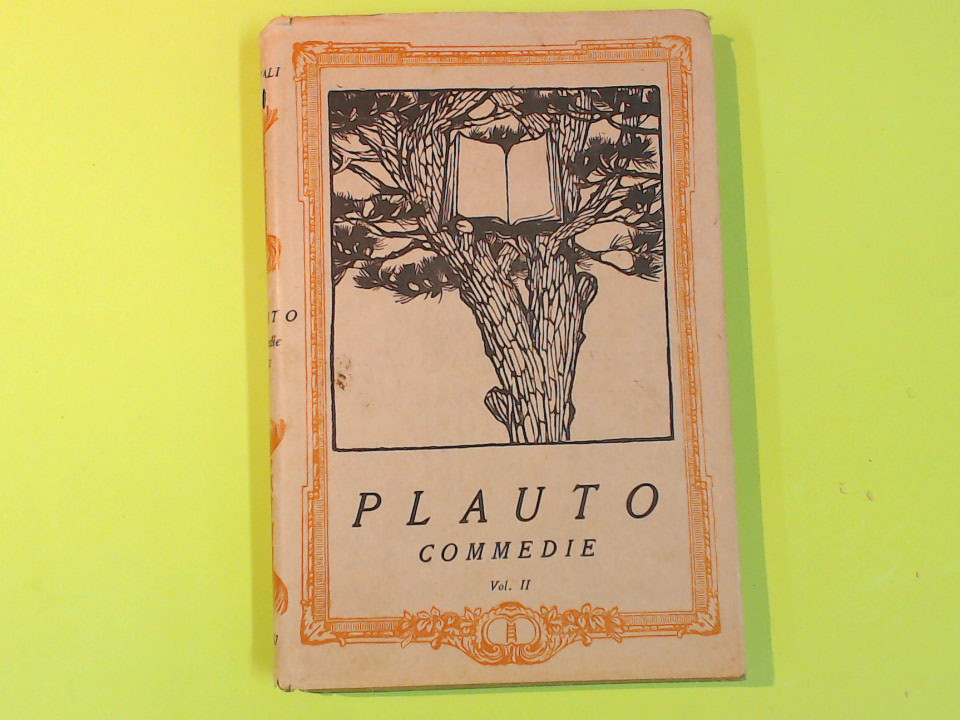 PLAUTO
COMMEDIE
Vol. II